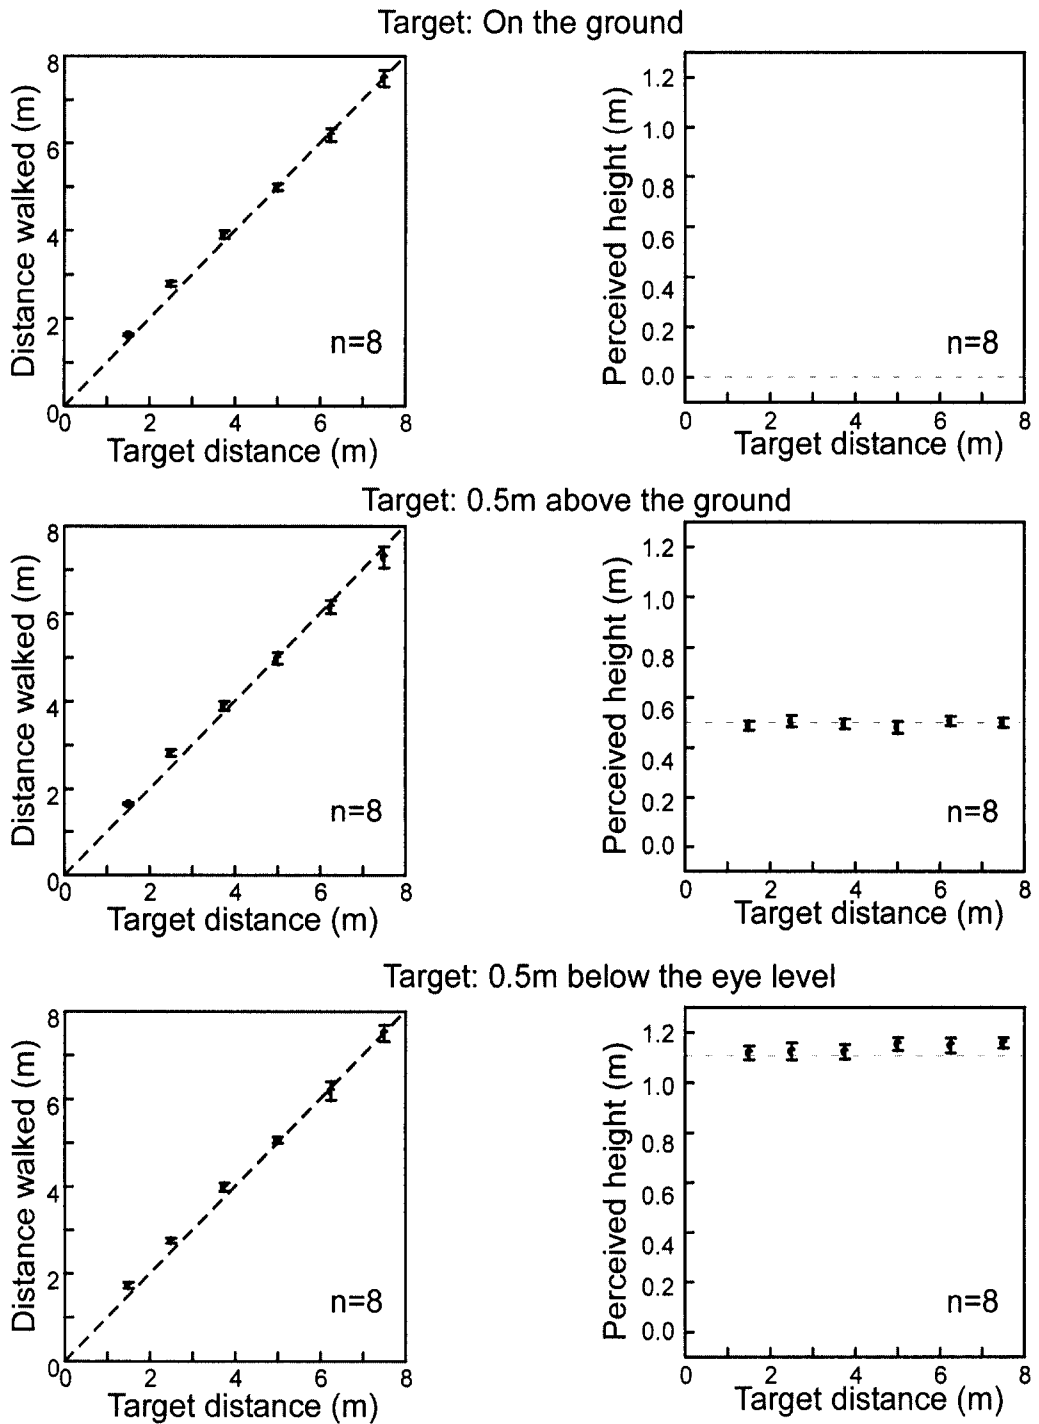 Target: On the ground
Distance walked (m)
8
6
4
2
0
0 2 4 6 8
Target distance (m)
n=8
Perceived height (m)
1.2
1.0
0.8
0.6
0.4
0.2
0.0
0 2 4 6 8
Target distance (m)
n=8
Target: 0.5m above the ground
Distance walked (m)
8
6
4
2
0
0 2 4 6 8
Target distance (m)
n=8
Perceived height (m)
1.2
1.0
0.8
0.6
0.4
0.2
0.0
0 2 4 6 8
Target distance (m)
n=8
Target: 0.5m below the eye level
Distance walked (m)
8
6
4
2
0
0 2 4 6 8
Target distance (m)
n=8
Perceived height (m)
1.2
1.0
0.8
0.6
0.4
0.2
0.0
0 2 4 6 8
Target distance (m)
n=8